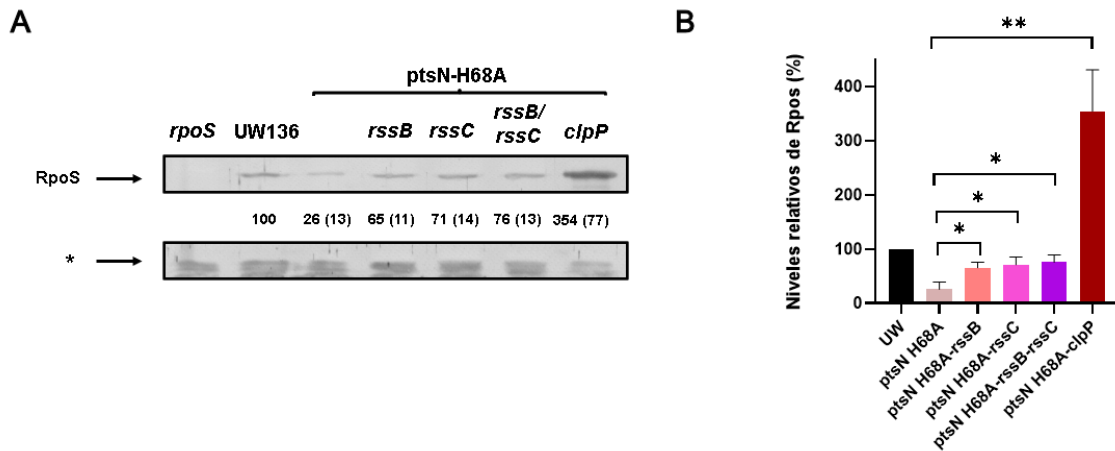 A
ptsN-H68A
rpoS UW136 rssB rssC rssB/ rssC clpP
RpoS
100 26 (13) 65 (11) 71 (14) 76 (13) 354 (77)
*
B
Niveles relativos de Rpos (%)
400
300
200
100
0
**
*
*
*
UW
ptsN H68A
ptsN H68A-rssB
ptsN H68A-rssC
ptsN H68A-rssB-rssC
ptsN H68A-clpP